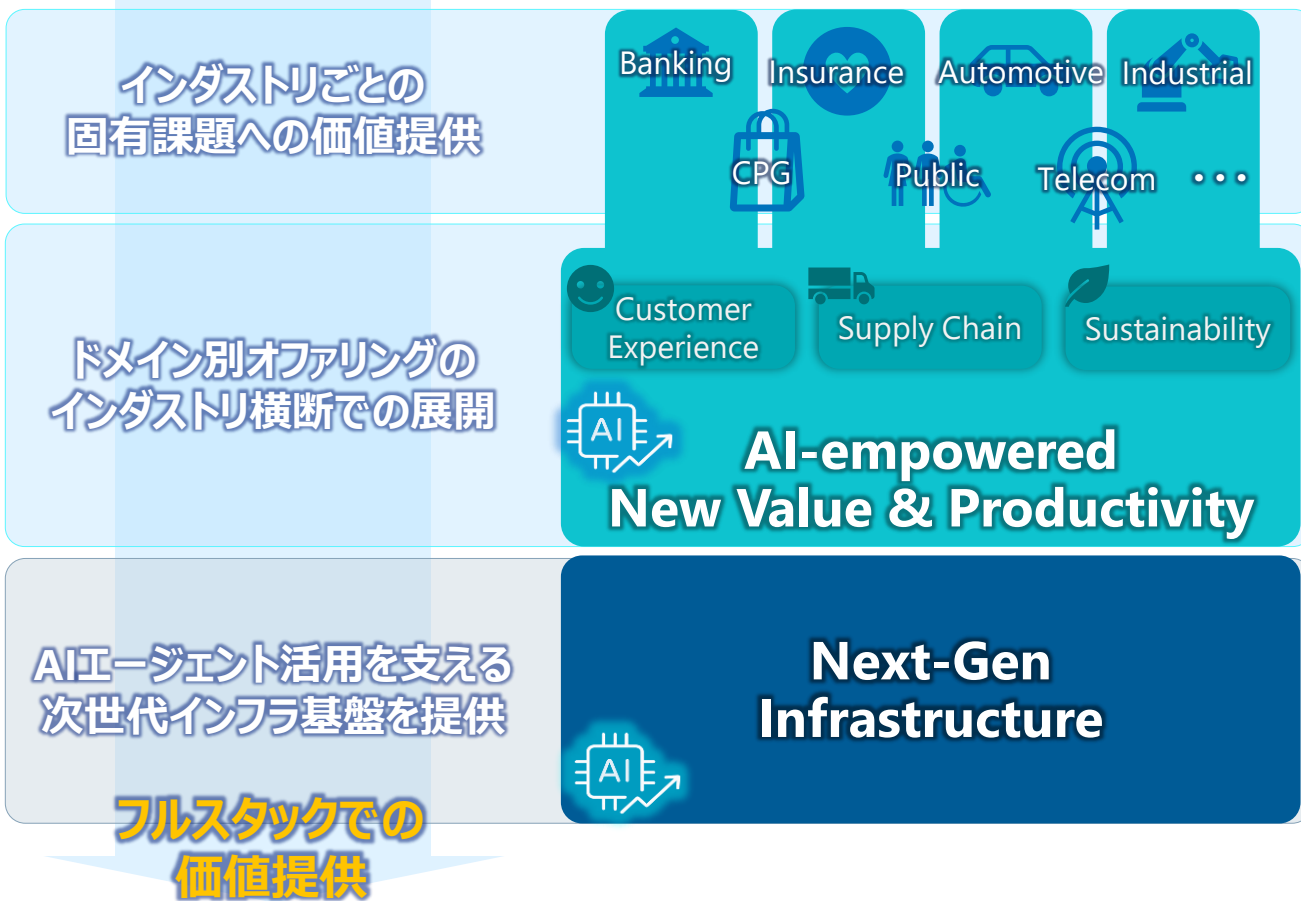 インダストリごとの
固有課題への価値提供
Banking
Insurance
Automotive
Industrial
CPG
Public
Telecom
･･･
ドメイン別オファリングの
インダストリ横断での展開
Customer
Experience
Supply Chain
Sustainability
AI
AI-empowered
New Value & Productivity
AIエージェント活用を支える
次世代インフラ基盤を提供
Next-Gen
Infrastructure
AI
フルスタックでの
価値提供